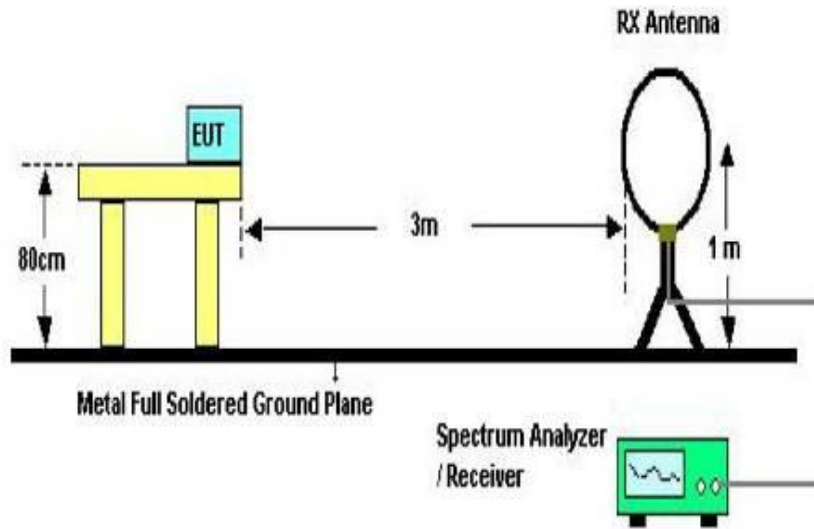 RX Antenna
EUT
3m
80cm
1 m
Metal Full Soldered Ground Plane
Spectrum Analyzer
/ Receiver